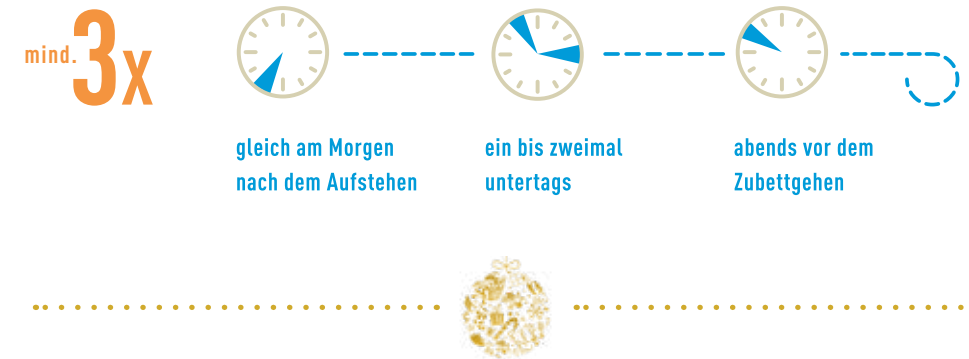 mind. 3x
gleich am Morgen
nach dem Aufstehen
ein bis zweimal
untertags
abends vor dem
Zubettgehen